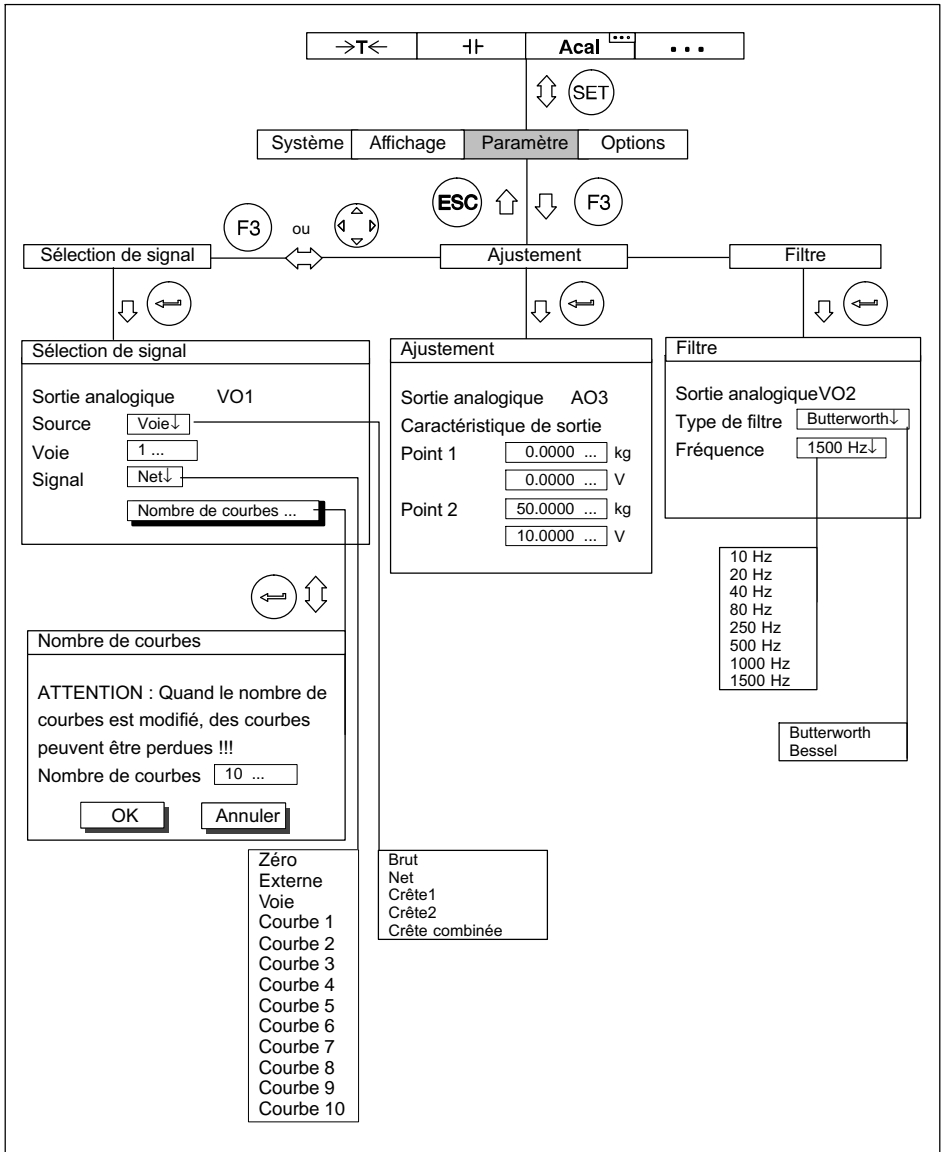 →T← ⊣⊢ Acal ... ...
SET
Système Affichage Paramètre Options
ESC F3
F3 ou
Sélection de signal Ajustement Filtre
Sélection de signal
Sortie analogique VO1
Source Voie↓
Voie 1 ...
Signal Net↓
Nombre de courbes ...
Ajustement
Sortie analogique AO3
Caractéristique de sortie
Point 1 0.0000 ... kg
0.0000 ... V
Point 2 50.0000 ... kg
10.0000 ... V
Filtre
Sortie analogiqueVO2
Type de filtre Butterworth↓
Fréquence 1500 Hz↓
10 Hz
20 Hz
40 Hz
80 Hz
250 Hz
500 Hz
1000 Hz
1500 Hz
Butterworth
Bessel
Nombre de courbes
ATTENTION : Quand le nombre de
courbes est modifié, des courbes
peuvent être perdues !!!
Nombre de courbes 10 ...
OK Annuler
Zéro
Externe
Voie
Courbe 1
Courbe 2
Courbe 3
Courbe 4
Courbe 5
Courbe 6
Courbe 7
Courbe 8
Courbe 9
Courbe 10
Brut
Net
Crête1
Crête2
Crête combinée